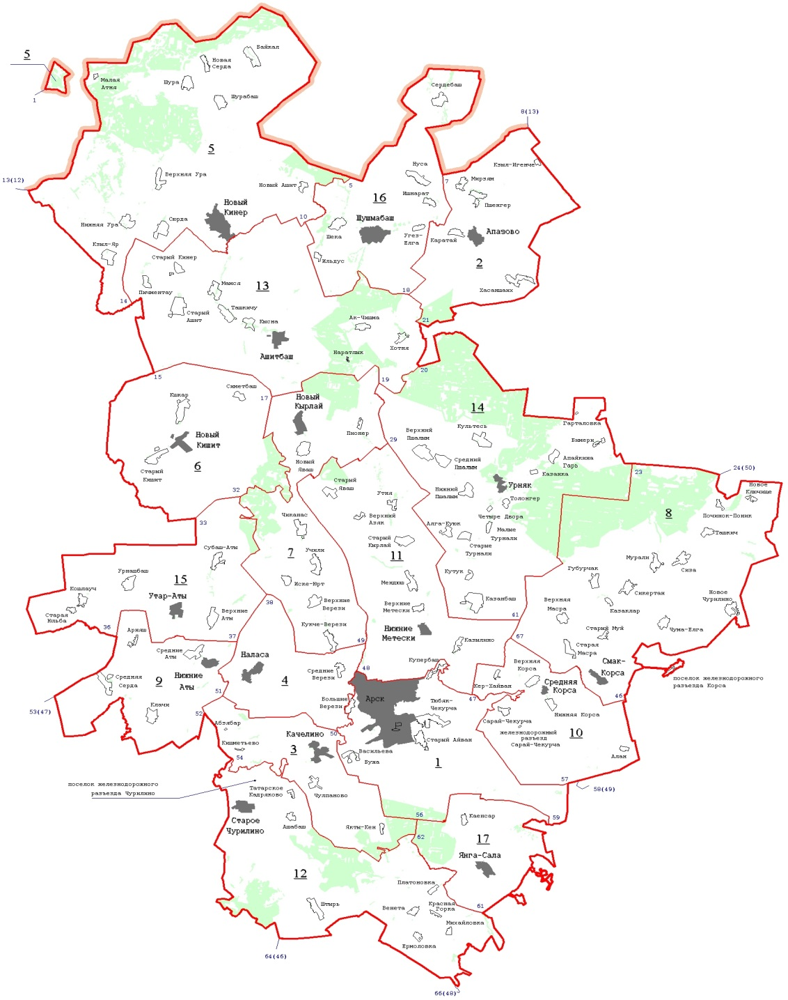 Байкал
5
Новая
Серда
Малая
Атня
Шура
Сердебаш
1
Шурабаш
8(13)
5
Нуса
Кзыл-Игенче
Верхняя Ура
7
Мирзям
13(12)
Новый Ашит
5
16
Ишнарат
Пшенгер
Новый
Кинер
10
Шушмабаш
Нижняя Ура
Сюрда
Шека
Угез-
Елга
Каратай
Апазово
Кзыл-Яр
Старый Кинер
Ильдус
2
Пичментау
Мамся
13
18
Хасаншаих
14
Старый
Ашит
Ташкичу
Кысна
Ак-Чишма
21
Ашитбаш
Наратлык
Хотня
15
20
Симетбаш
17
19
Кшкар
Новый
Кырлай
14
Гарталовка
Новый
Кишит
Пионер
29
Верхний
Пшалым
Культесь
Бимери
6
Старый
Кишит
Новый
Яваш
Средний
Пшалым
Апайкина
Гарь
Казанка
23
24(50)
32
Старый
Яваш
Утня
Нижний
Пшалым
Урняк
Толонгер
Новое
Ключище
33
Чиканас
Верхний
Азяк
Четыре Двора
8
Починок-Поник
Алга-Куюк
Малые
Турнали
Ташкич
Субаш-Аты
7
Учили
Старый
Кырлай
11
Старые
Турнали
Мурали
Сиза
Урнашбаш
15
Иске-Юрт
Мендюш
Кутук
Губурчак
Сикертан
Кошлауч
Утар-Аты
38
Верхние
Верези
Верхние
Метески
Казанбаш
Верхняя
Масра
Казаклар
Новое
Чурилино
Старая
Юльба
Верхние
Аты
41
36
Кукче-Верези
Нижние
Метески
Старый Муй
Чума-Елга
Арняш
37
49
67
Казылино
Старая
Масра
Средние
Аты
Наласа
Купербаш
Верхняя
Корса
Смак-
Корса
Средняя
Серда
9
Нижние
Аты
4
Средние
Верези
48
Кер-Хайван
Средняя
Корса
поселок железнодорожного
разъезда Корса
51
Большие
Верези
Арск
Тюбяк-
Чекурча
47
46
53(47)
Клачи
52
Нижняя Корса
Абзябар
Сарай-Чекурча
Качелино
50
Старый Айван
железнодорожный
разъезд
Сарай-Чекурча
10
Кишметьево
3
Васильева
Бужа
1
Алан
54
57
поселок железнодорожного
разъезда Чурилино
Татарское
Кадряково
Чулпаново
58(49)
Старое
Чурилино
Ашабаш
Якты-Кен
56
Каенсар
59
62
17
Янга-Сала
12
Платоновка
Штырь
Венета
Красная
Горка
61
Михайловка
Ермоловка
64(46)
66(48)